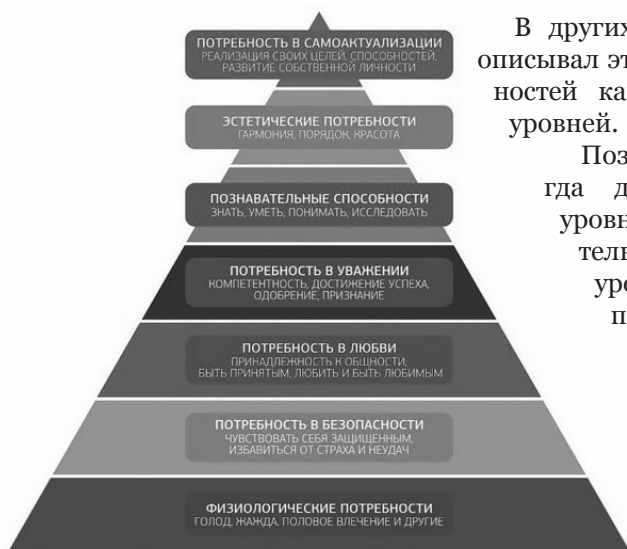 ПОТРЕБНОСТЬ В САМОАКТУАЛИЗАЦИИ
РЕАЛИЗАЦИЯ СВОИХ ЦЕЛЕЙ, СПОСОБНОСТЕЙ,
РАЗВИТИЕ СОБСТВЕННОЙ ЛИЧНОСТИ
ЭСТЕТИЧЕСКИЕ ПОТРЕБНОСТИ
ГАРМОНИЯ, ПОРЯДОК, КРАСОТА
ПОЗНАВАТЕЛЬНЫЕ СПОСОБНОСТИ
ЗНАТЬ, УМЕТЬ, ПОНИМАТЬ, ИССЛЕДОВАТЬ
ПОТРЕБНОСТЬ В УВАЖЕНИИ
КОМПЕТЕНТНОСТЬ, ДОСТИЖЕНИЕ УСПЕХА,
ОДОБРЕНИЕ, ПРИЗНАНИЕ
ПОТРЕБНОСТЬ В ЛЮБВИ
ПРИНАДЛЕЖНОСТЬ К ОБЩНОСТИ,
БЫТЬ ПРИНЯТЫМ, ЛЮБИТЬ И БЫТЬ ЛЮБИМЫМ
ПОТРЕБНОСТЬ В БЕЗОПАСНОСТИ
ЧУВСТВОВАТЬ СЕБЯ ЗАЩИЩЕННЫМ,
ИЗБАВИТЬСЯ ОТ СТРАХА И НЕУДАЧ
ФИЗИОЛОГИЧЕСКИЕ ПОТРЕБНОСТИ
ГОЛОД, ЖАЖДА, ПОЛОВОЕ ВЛЕЧЕНИЕ И ДРУГИЕ
В других
описывал эт
ностей ка
уровней.
Поз
гда д
уровн
тель
уро
п